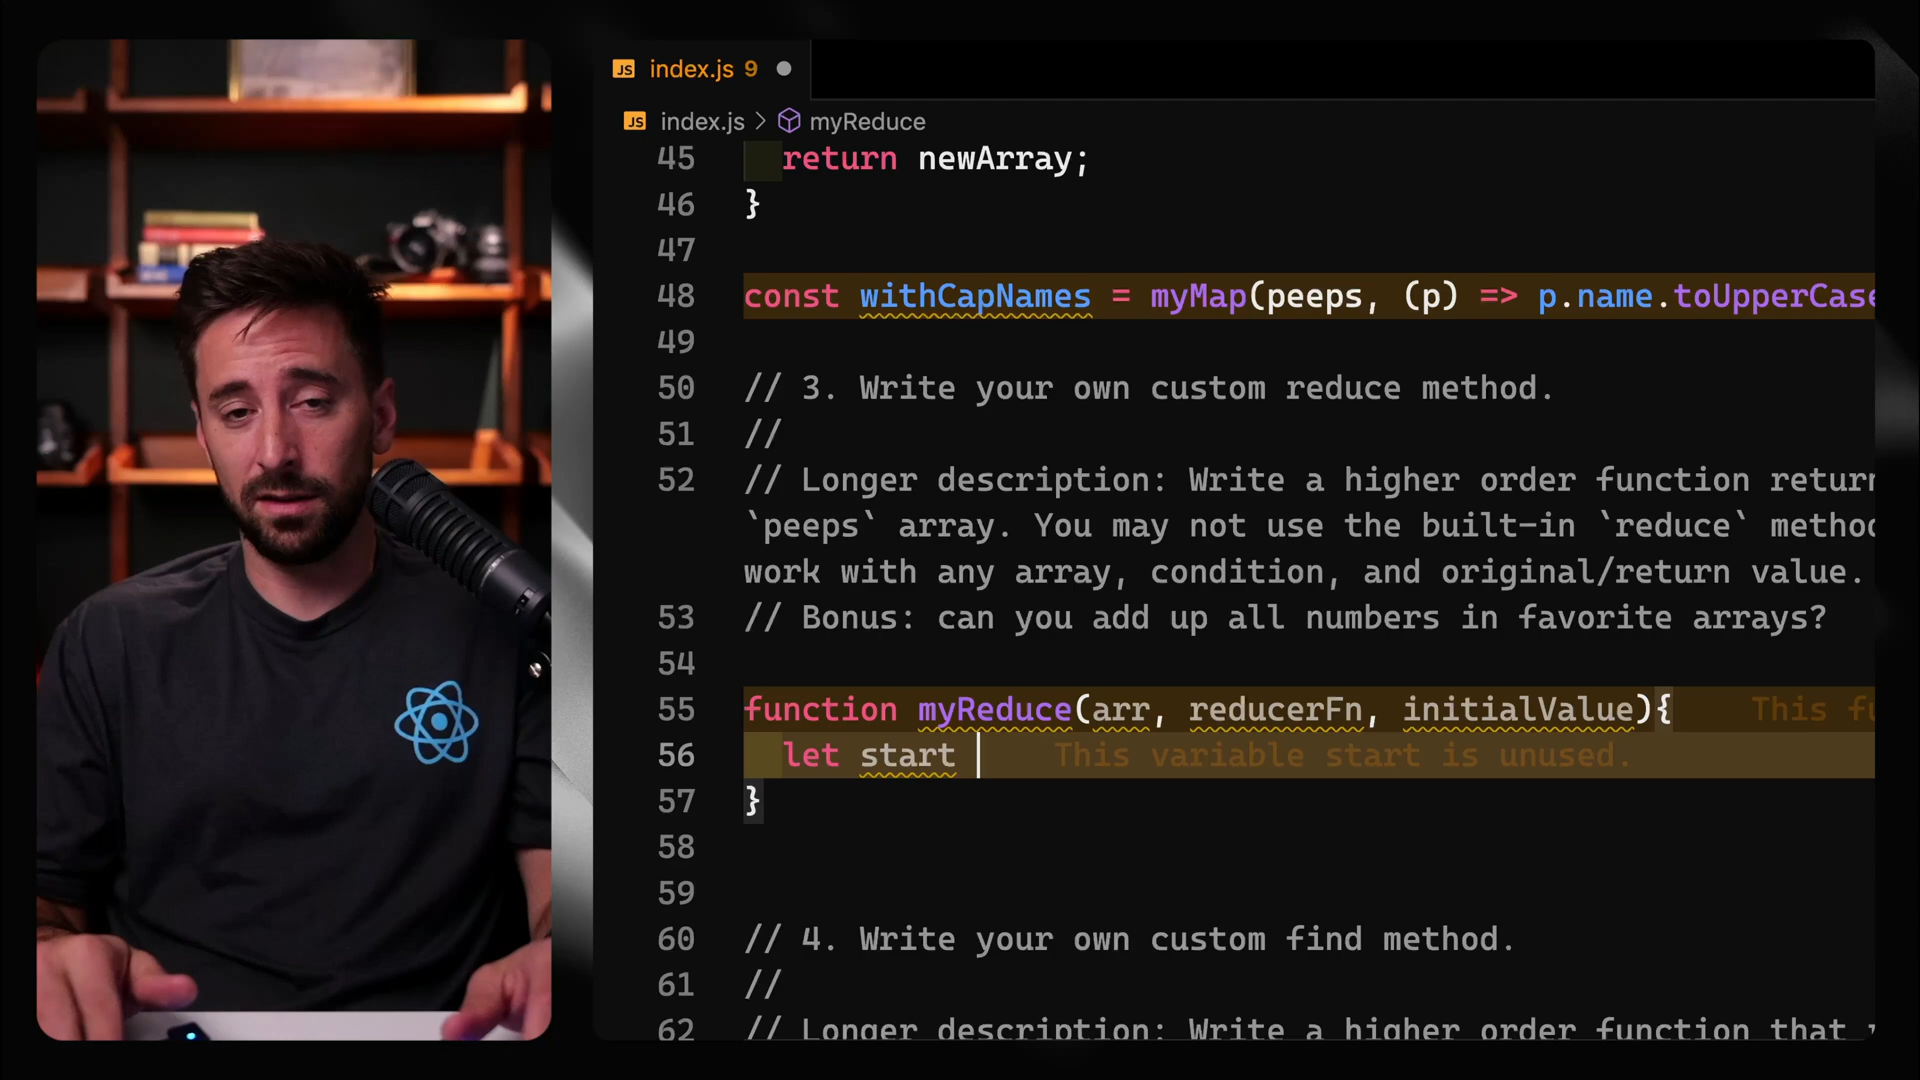 JS index.js 9
JS index.js > myReduce
45 return newArray;
46 }
47
48 const withCapNames = myMap(peeps, (p) => p.name.toUpperCase
49
50 // 3. Write your own custom reduce method.
51 //
52 // Longer description: Write a higher order function return
`peeps` array. You may not use the built-in `reduce` method
work with any array, condition, and original/return value.
53 // Bonus: can you add up all numbers in favorite arrays?
54
55 function myReduce(arr, reducerFn, initialValue){ This fu
56 let start This variable start is unused.
57 }
58
59
60 // 4. Write your own custom find method.
61 //
62 // Longer description: Write a higher order function that